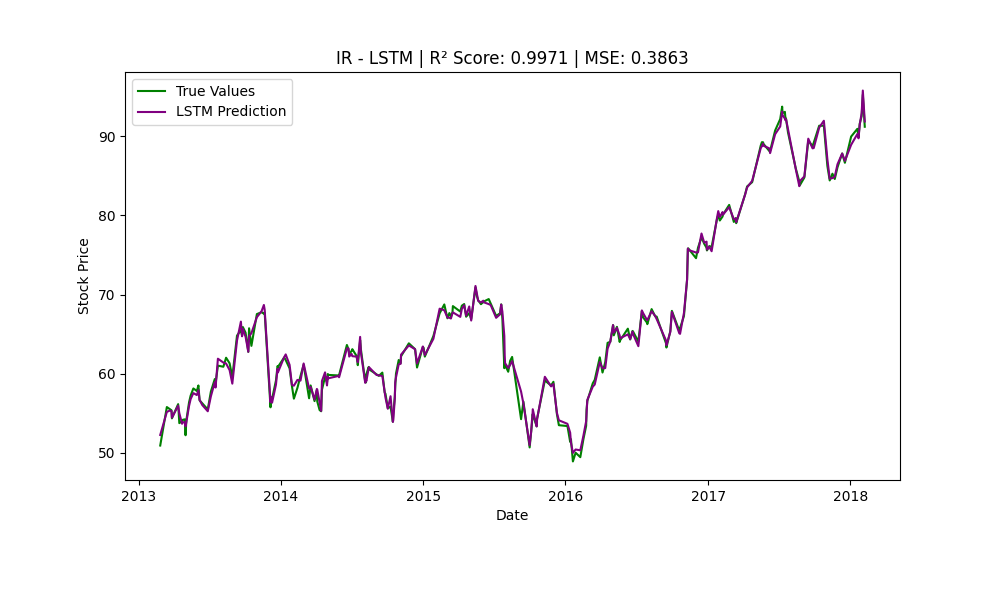 IR - LSTM | R² Score: 0.9971 | MSE: 0.3863
True Values
LSTM Prediction
90
80
70
60
50
Stock Price
2013 2014 2015 2016 2017 2018
Date